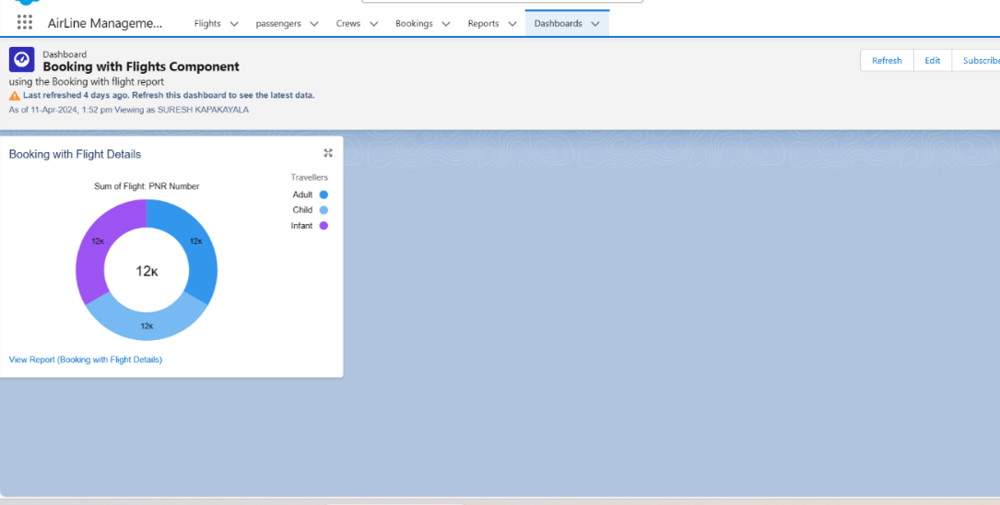 AirLine Manageme... Flights passengers Crews Bookings Reports Dashboards
Dashboard
Booking with Flights Component
Refresh Edit Subscribe
using the Booking with flight report
Last refreshed 4 days ago. Refresh this dashboard to see the latest data.
As of 11-Apr-2024, 1:52 pm·Viewing as SURESH KAPAKAYALA
Booking with Flight Details
Sum of Flight: PNR Number
Travellers
Adult
Child
Infant
12K
12K
12K
12K
View Report (Booking with Flight Details)